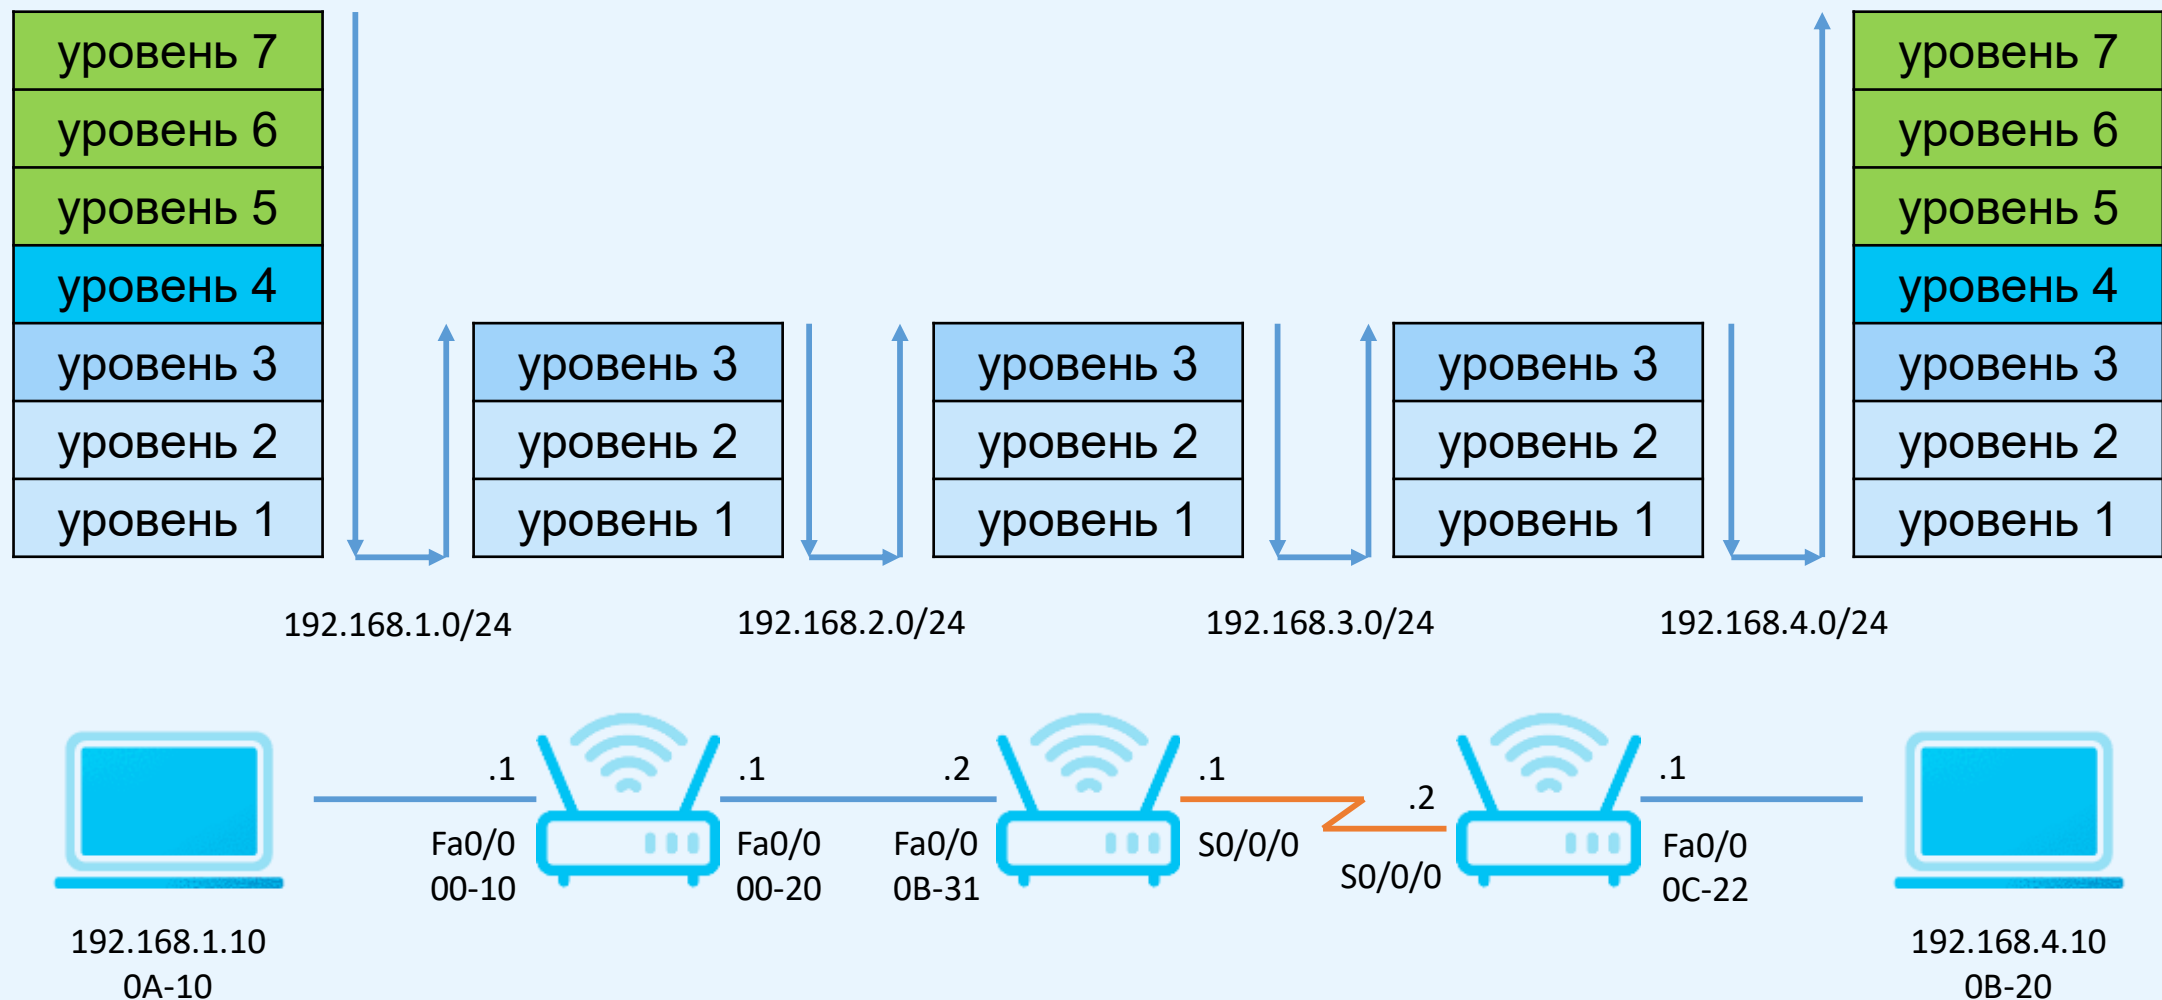 уровень 7
уровень 6
уровень 5
уровень 4
уровень 3
уровень 2
уровень 1
уровень 3
уровень 2
уровень 1
уровень 3
уровень 2
уровень 1
уровень 3
уровень 2
уровень 1
уровень 7
уровень 6
уровень 5
уровень 4
уровень 3
уровень 2
уровень 1
192.168.1.0/24
192.168.2.0/24
192.168.3.0/24
192.168.4.0/24
192.168.1.10
0A-10
.1
Fa0/0
00-10
.1
Fa0/0
00-20
.2
Fa0/0
0B-31
.1
S0/0/0
.2
S0/0/0
.1
Fa0/0
0C-22
192.168.4.10
0B-20